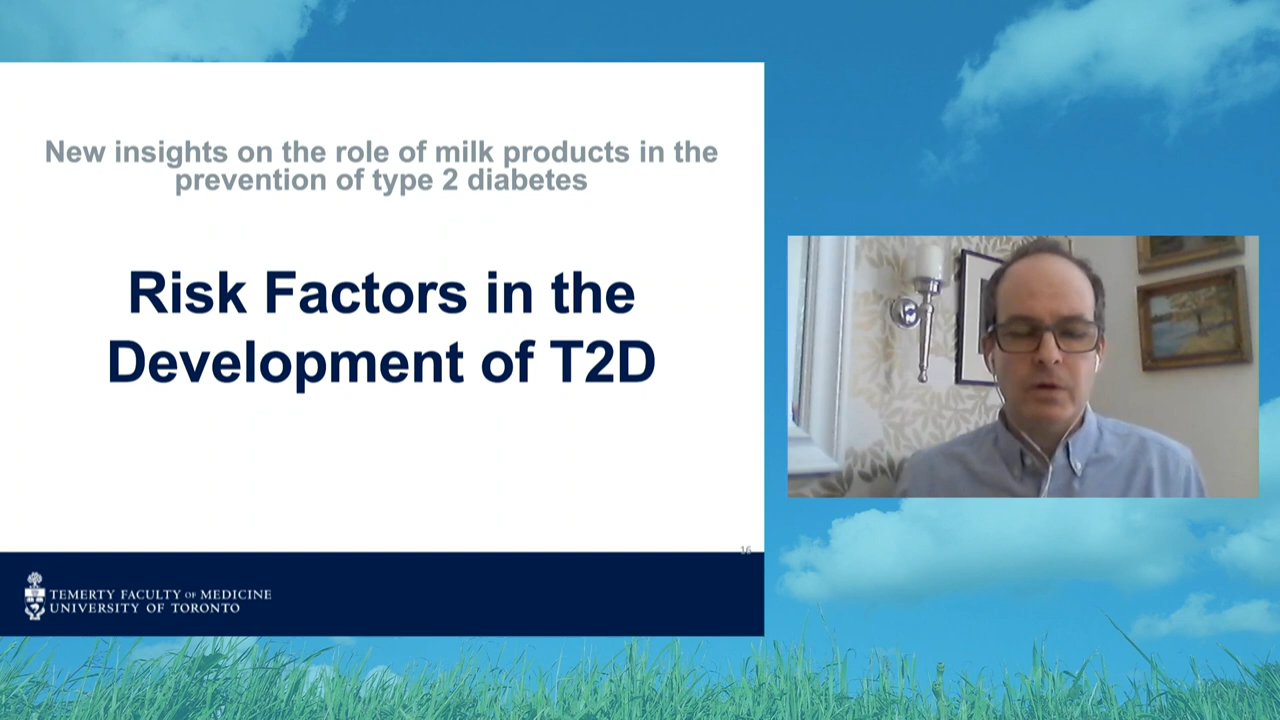 New insights on the role of milk products in the
prevention of type 2 diabetes
Risk Factors in the
Development of T2D
16
TEMERTY FACULTY OF MEDICINE
UNIVERSITY OF TORONTO